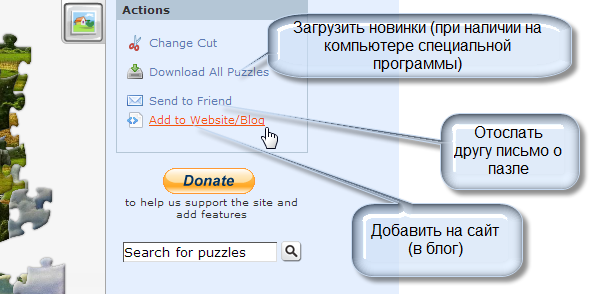 Actions
Change Cut
Download All Puzzles
Send to Friend
Add to Website/Blog
Donate
to help us support the site and
add features
Search for puzzles
Загрузить новинки (при наличии на
компьютере специальной
программы)
Отослать
другу письмо о
пазле
Добавить на сайт
(в блог)